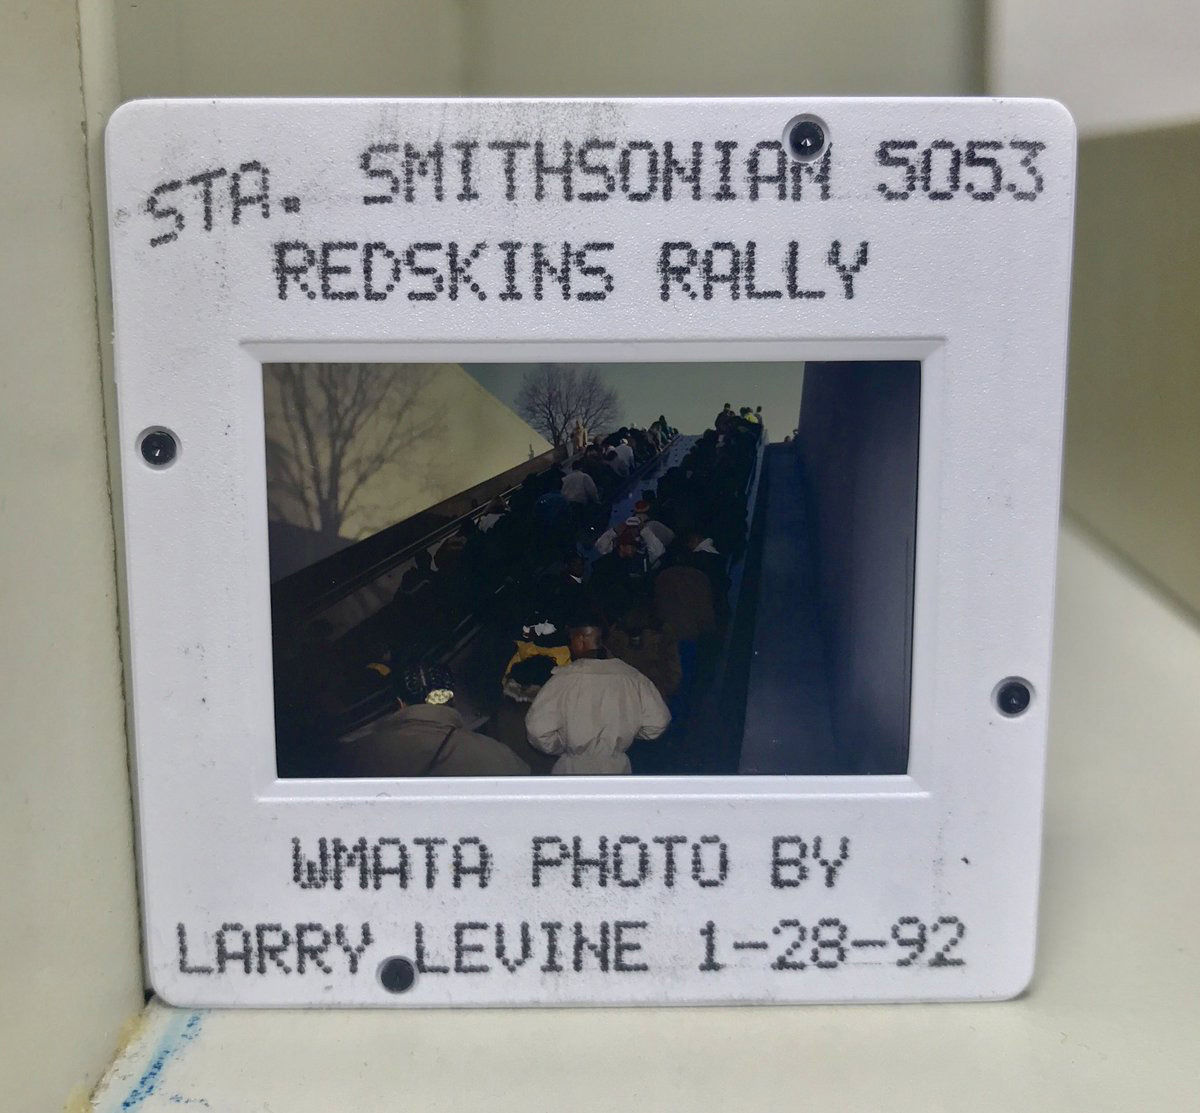 STA. SMITHSONIAN 5053
REDSKINS RALLY
WMATA PHOTO BY
LARRY LEVINE 1-28-92